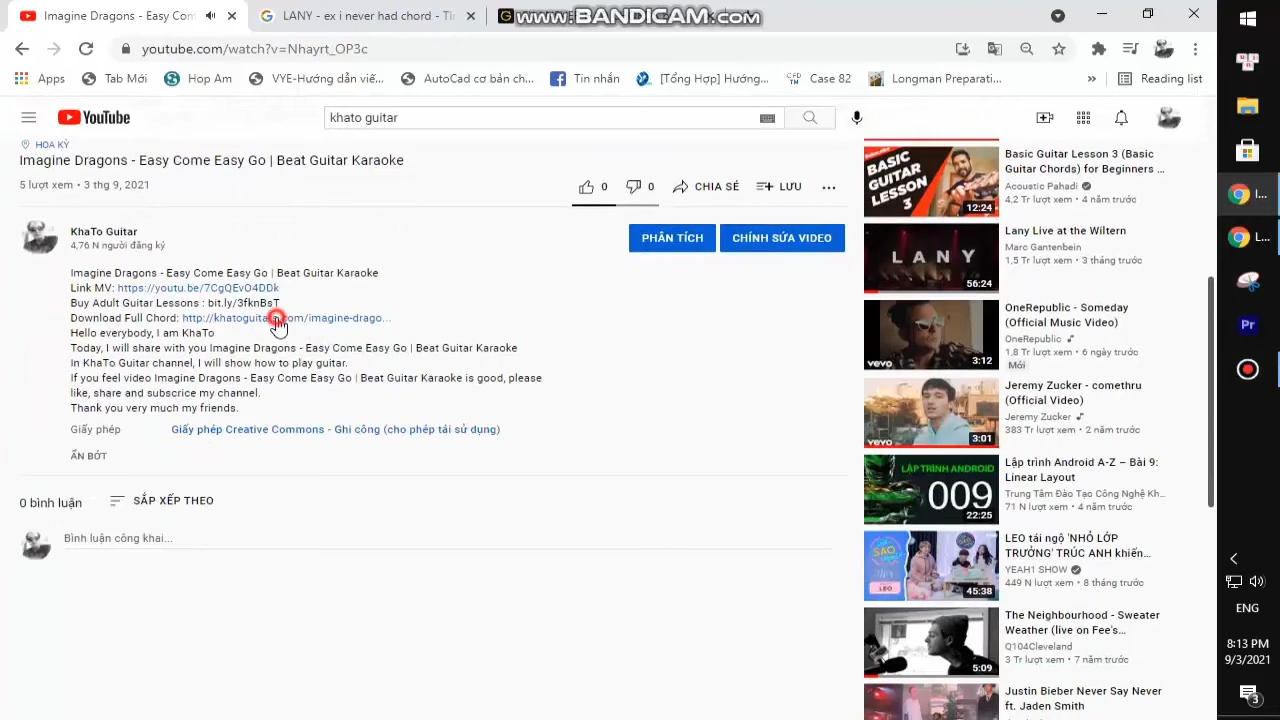 Imagine Dragons - Easy Com
LANY - ex i never had chord - Th
www.BANDICAM.com
youtube.com/watch?v=Nhayrt_OP3c
Apps
Tab Mới
Hop Am
VYE-Hướng dẫn viế...
AutoCad cơ bản ch...
Tin nhắn
[Tổng Hợp] Hướng...
Case 82
Longman Preparati...
»
Reading list
YouTube
khato guitar
HOA KỲ
Imagine Dragons - Easy Come Easy Go | Beat Guitar Karaoke
5 lượt xem • 3 thg 9, 2021
0
0
CHIA SẺ
LƯU
KhaTo Guitar
4,76 N người đăng ký
PHÂN TÍCH
CHỈNH SỬA VIDEO
Imagine Dragons - Easy Come Easy Go | Beat Guitar Karaoke
Link MV: https://youtu.be/7CgQEvO4DDk
Buy Adult Guitar Lessons : bit.ly/3fknBsT
Download Full Chord: http://khatoguitar.com/imagine-drago...
Hello everybody, I am KhaTo
Today, I will share with you Imagine Dragons - Easy Come Easy Go | Beat Guitar Karaoke
In KhaTo Guitar channel, I will show how to play guitar.
If you feel video Imagine Dragons - Easy Come Easy Go | Beat Guitar Karaoke is good, please
like, share and subscrice my channel.
Thank you very much my friends.
Giấy phép
Giấy phép Creative Commons - Ghi công (cho phép tái sử dụng)
ẨN BỚT
0 bình luận
SẮP XẾP THEO
Bình luận công khai...
BASIC
GUITAR
LESSON
3
12:24
Basic Guitar Lesson 3 (Basic
Guitar Chords) for Beginners ...
Acoustic Pahadi
4,2 Tr lượt xem • 4 năm trước
LANY
56:24
Lany Live at the Wiltern
Marc Gantenbein
1,5 Tr lượt xem • 3 tháng trước
vevo
3:12
OneRepublic - Someday
(Official Music Video)
OneRepublic
1,8 Tr lượt xem • 6 ngày trước
Mới
vevo
3:01
Jeremy Zucker - comethru
(Official Video)
Jeremy Zucker
383 Tr lượt xem • 2 năm trước
LẬP TRÌNH ANDROID
009
22:25
Lập trình Android A-Z – Bài 9:
Linear Layout
Trung Tâm Đào Tạo Công Nghệ Kh...
71 N lượt xem • 4 năm trước
SAO
LEO
45:38
LEO tái ngộ 'NHỎ LỚP
TRƯỞNG' TRÚC ANH khiến...
YEAH1 SHOW
449 N lượt xem • 8 tháng trước
5:09
The Neighbourhood - Sweater
Weather (live on Fee's...
Q104Cleveland
3 Tr lượt xem • 7 năm trước
Justin Bieber Never Say Never
ft. Jaden Smith
I...
L...
Pr
ENG
8:13 PM
9/3/2021
3